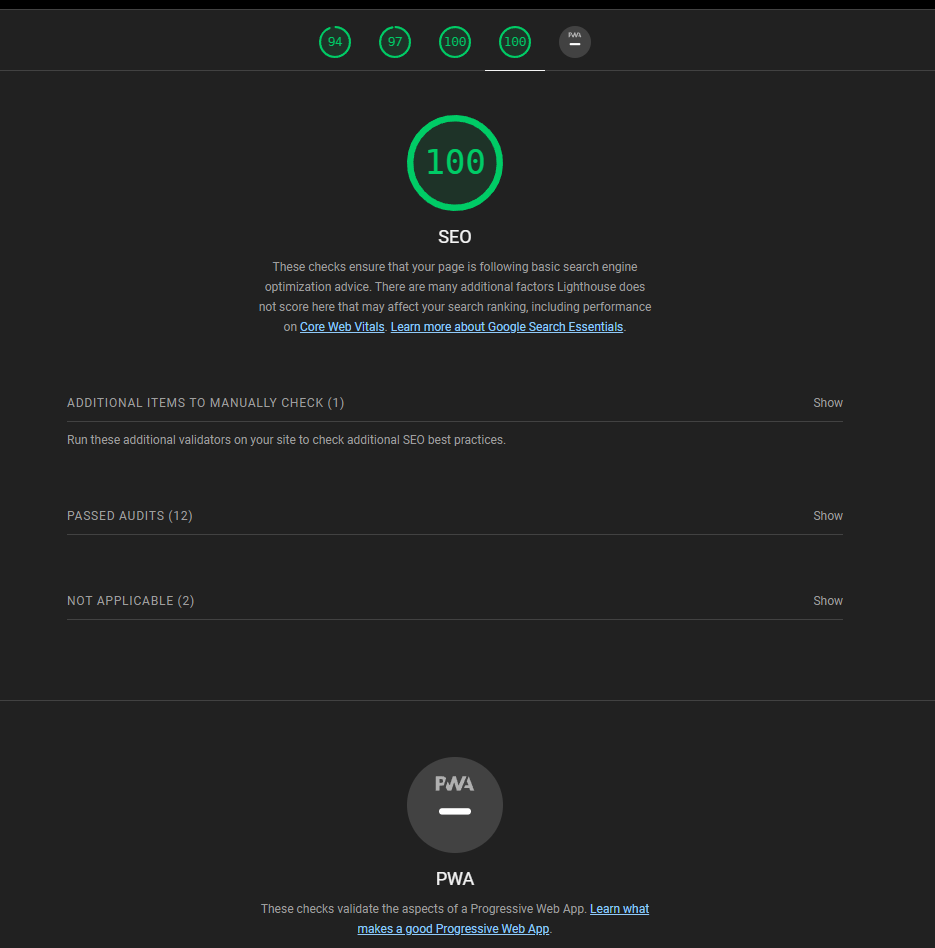 94 97 100 100 PWA
100
SEO
These checks ensure that your page is following basic search engine
optimization advice. There are many additional factors Lighthouse does
not score here that may affect your search ranking, including performance
on Core Web Vitals. Learn more about Google Search Essentials.
ADDITIONAL ITEMS TO MANUALLY CHECK (1) Show
Run these additional validators on your site to check additional SEO best practices.
PASSED AUDITS (12) Show
NOT APPLICABLE (2) Show
PWA
PWA
These checks validate the aspects of a Progressive Web App. Learn what
makes a good Progressive Web App.